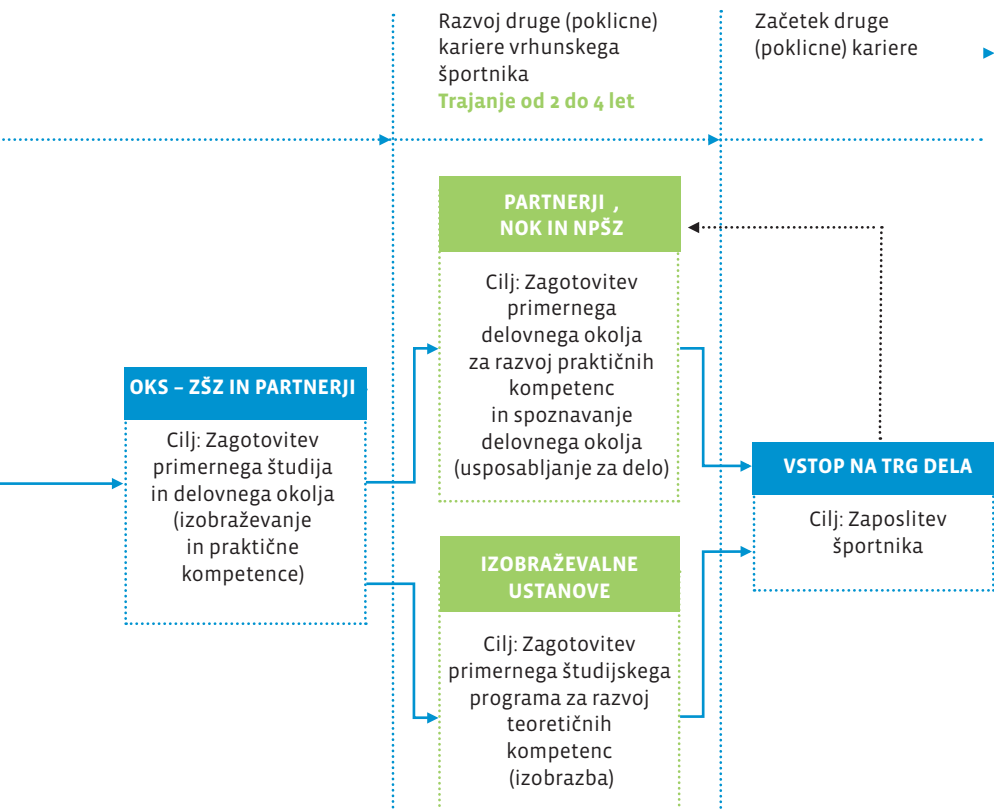 Razvoj druge (poklicne)
kariere vrhunskega
športnika
Trajanje od 2 do 4 let
Začetek druge
(poklicne) kariere
OKS – ZŠZ IN PARTNERJI
Cilj: Zagotovitev
primernega študija
in delovnega okolja
(izobraževanje
in praktične
kompetence)
PARTNERJI ,
NOK IN NPŠZ
Cilj: Zagotovitev
primernega
delovnega okolja
za razvoj praktičnih
kompetenc
in spoznavanje
delovnega okolja
(usposabljanje za delo)
IZOBRAŽEVALNE
USTANOVE
Cilj: Zagotovitev
primernega študijskega
programa za razvoj
teoretičnih
kompetenc
(izobrazba)
VSTOP NA TRG DELA
Cilj: Zaposlitev
športnika